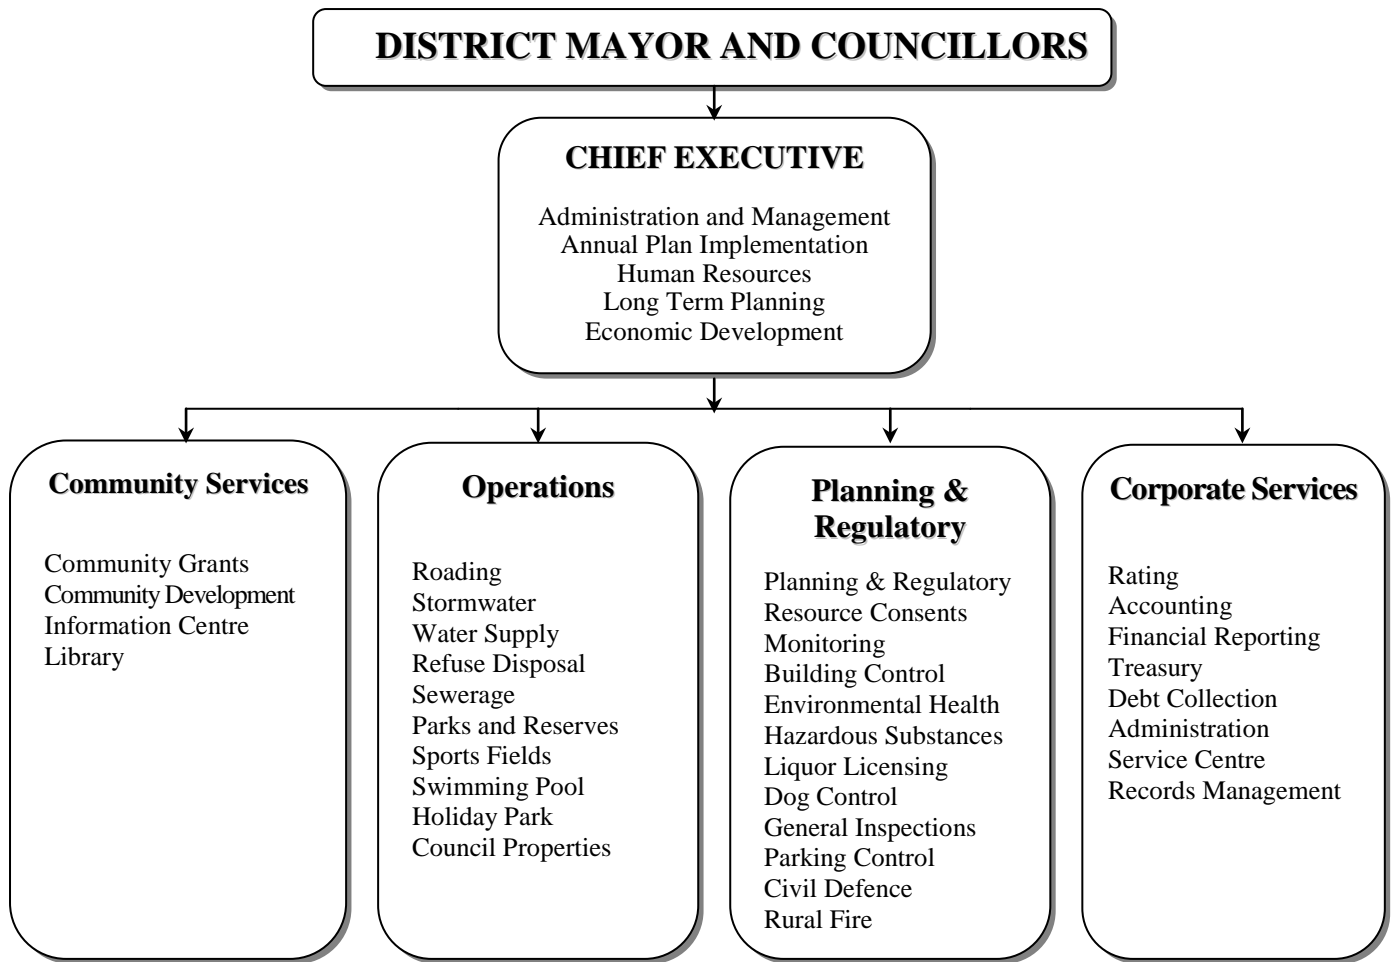 DISTRICT MAYOR AND COUNCILLORS
CHIEF EXECUTIVE
Administration and Management
Annual Plan Implementation
Human Resources
Long Term Planning
Economic Development
Community Services
Community Grants
Community Development
Information Centre
Library
Operations
Roading
Stormwater
Water Supply
Refuse Disposal
Sewerage
Parks and Reserves
Sports Fields
Swimming Pool
Holiday Park
Council Properties
Planning &
Regulatory
Planning & Regulatory
Resource Consents
Monitoring
Building Control
Environmental Health
Hazardous Substances
Liquor Licensing
Dog Control
General Inspections
Parking Control
Civil Defence
Rural Fire
Corporate Services
Rating
Accounting
Financial Reporting
Treasury
Debt Collection
Administration
Service Centre
Records Management